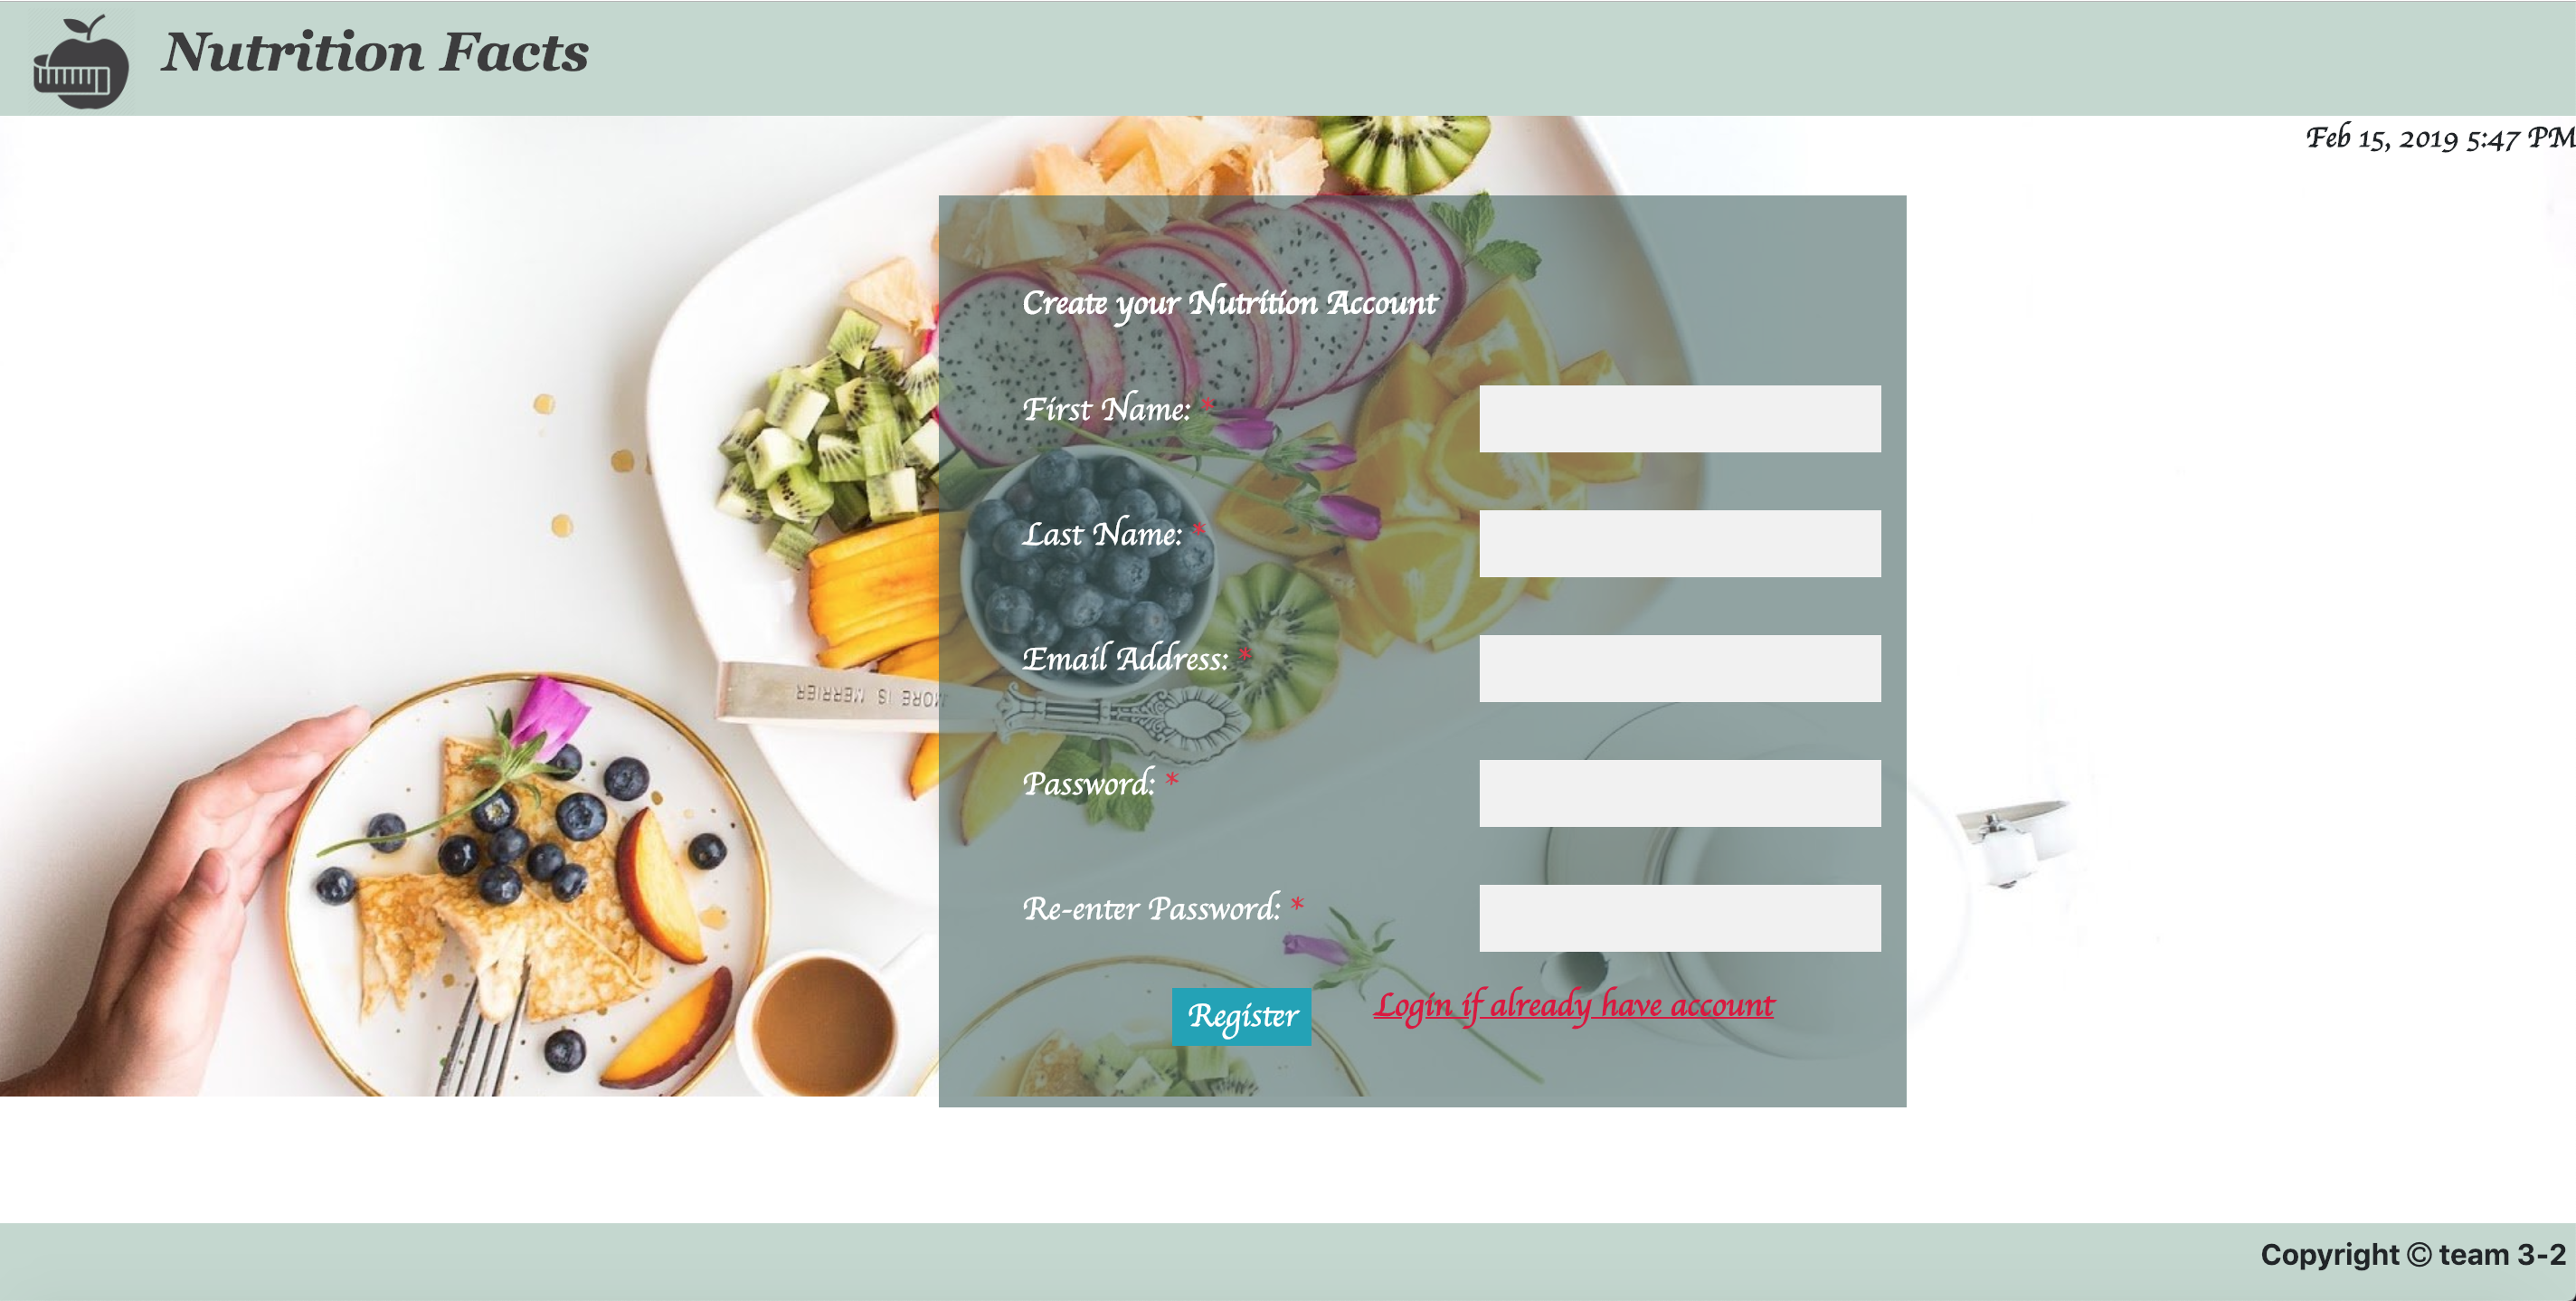 Nutrition Facts
Feb 15, 2019 5:47 PM
Create your Nutrition Account
First Name: *
Last Name: *
Email Address: *
MORE IS MERRIER
Password: *
Re-enter Password: *
Register
Login if already have account
Copyright © team 3-2